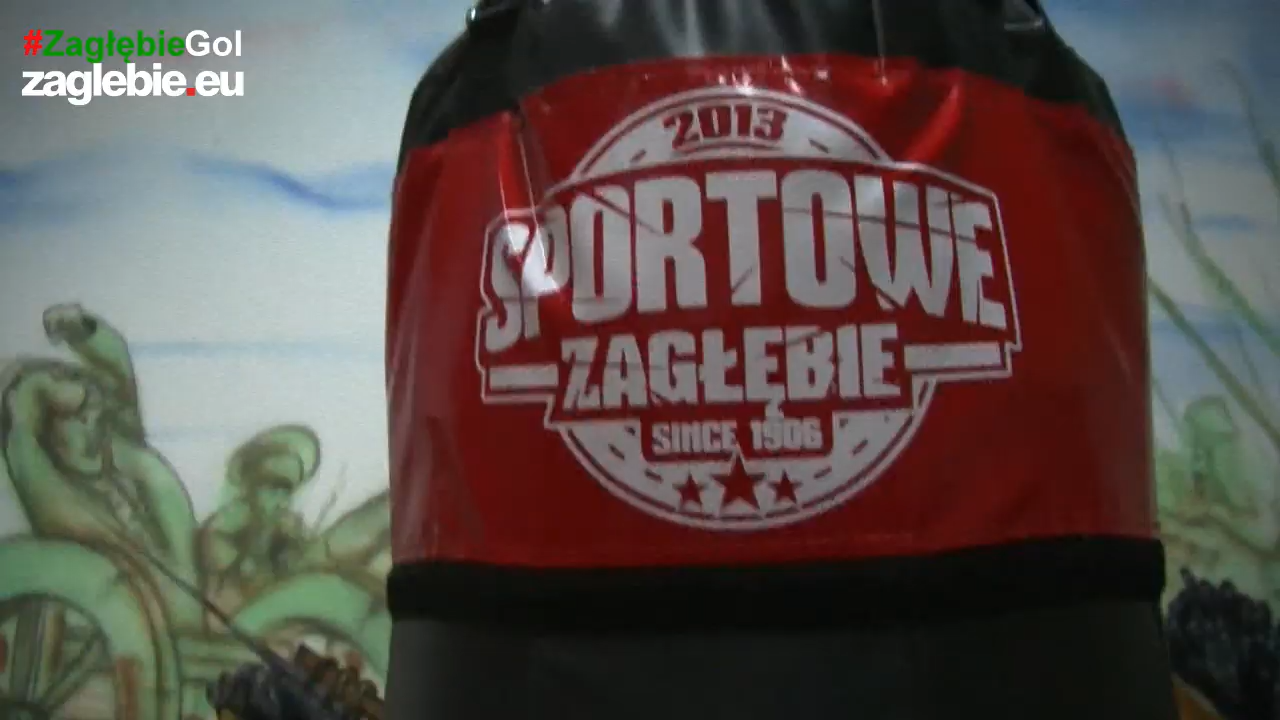 #ZagłębieGol
zaglebie.eu
2013
SPORTOWE
ZAGŁĘBIE
SINCE 1906